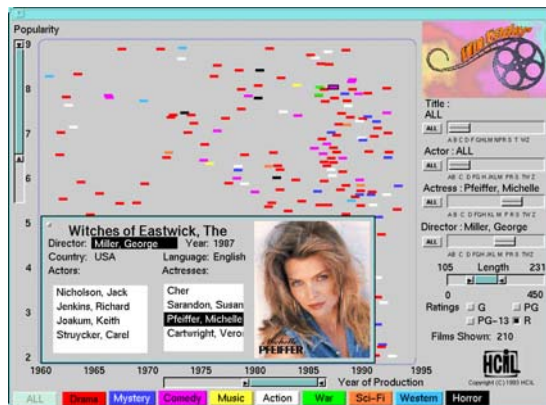 Popularity
9
8
7
6
5
4
3
2
1960
1965
1970
1975
1980
1985
1990
1995
Year of Production
Witches of Eastwick, The
Director: Miller, George Year: 1987
Country: USA Language: English
Actors: Actresses:
Nicholson, Jack
Jenkins, Richard
Joakum, Keith
Struycker, Carel
Cher
Sarandon, Susan
Pfeiffer, Michelle
Cartwright, Vero
Michelle
PFEIFFER
Title :
ALL
ALL
Actor : ALL
ALL
Actress : Pfeiffer, Michelle
ALL
Director : Miller, George
ALL
105 Length 231
0 450
Ratings G PG
PG-13 R
Films Shown: 210
HCIL
Copyright (C) 1993 HCIL
ALL Drama Mystery Comedy Music Action War Sci-Fi Western Horror